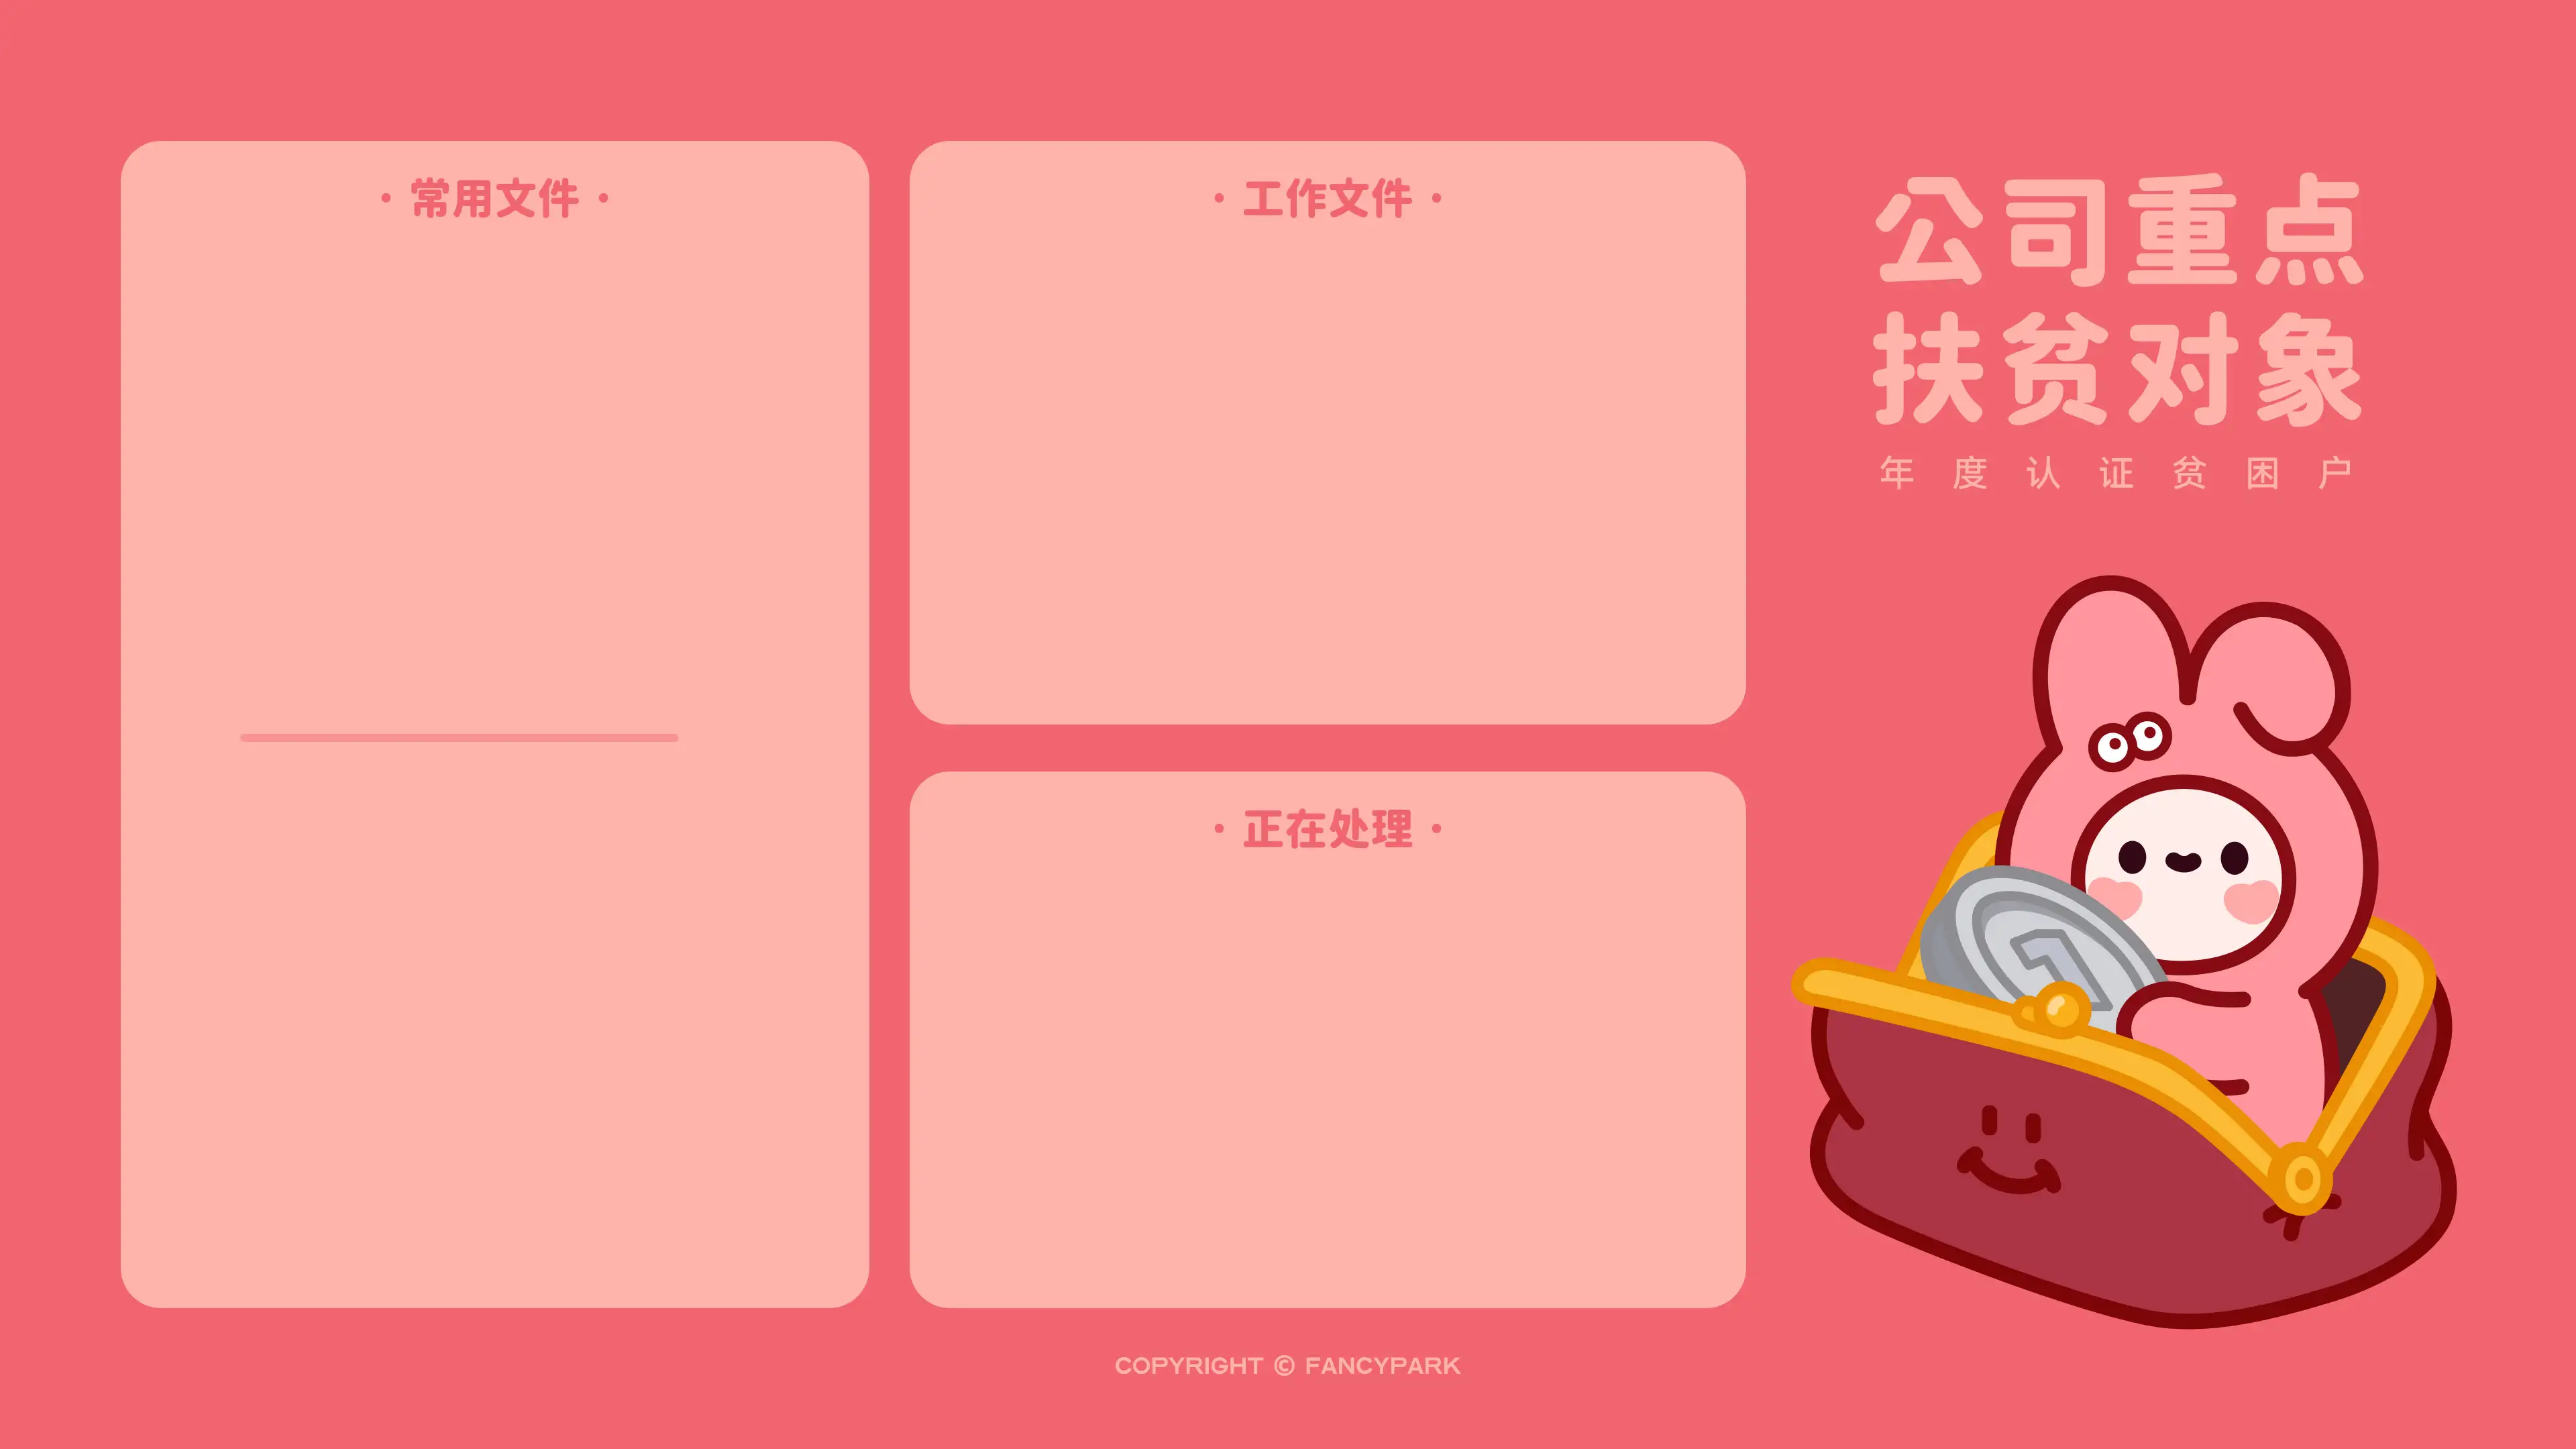 · 常用文件 ·
· 工作文件 ·
· 正在处理 ·
公司重点
扶贫对象
年度认证贫困户
1
COPYRIGHT © FANCYPARK